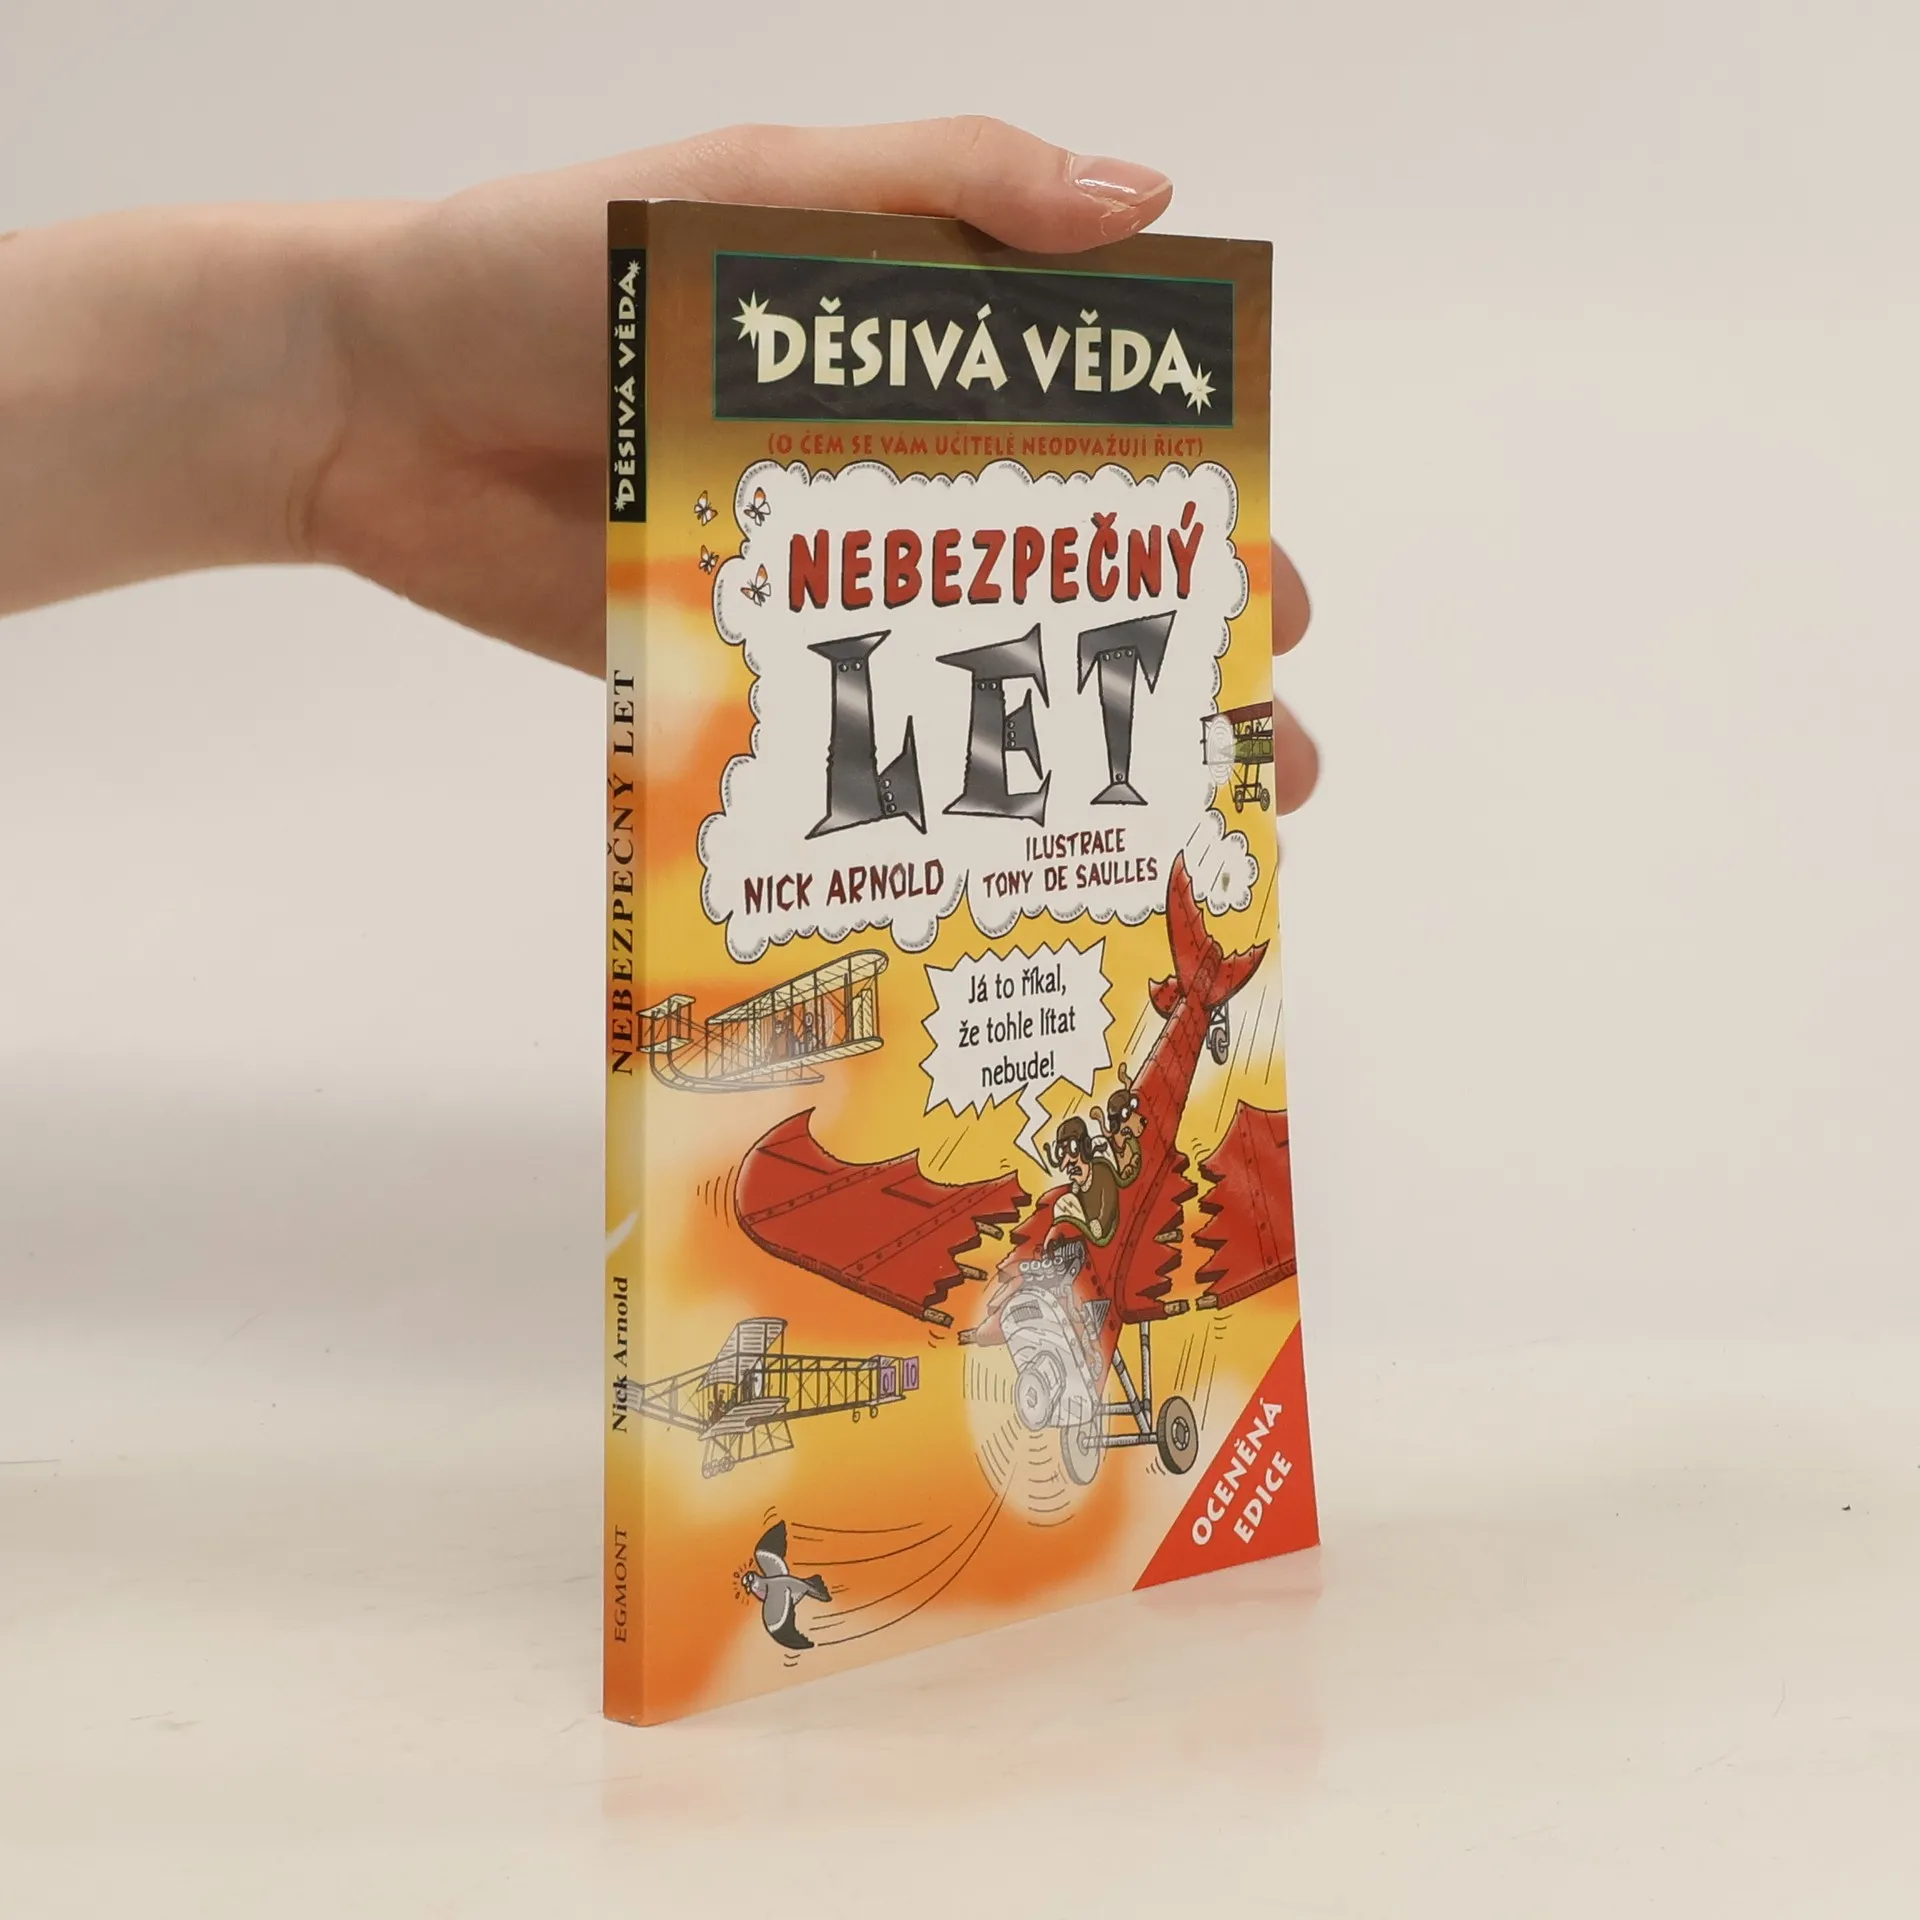 DĚSIVÁ VĚDA
(O ČEM SE VÁM UČITELÉ NEODVAŽUJÍ ŘÍCT)
NEBEZPEČNÝ
LET
NICK ARNOLD
ILUSTRACE
TONY DE SAULLES
Já to říkal,
že tohle lítat
nebude!
OCENĚNÁ
EDICE
DĚSIVÁ VĚDA
NEBEZPEČNÝ LET
Nick Arnold
EGMONT